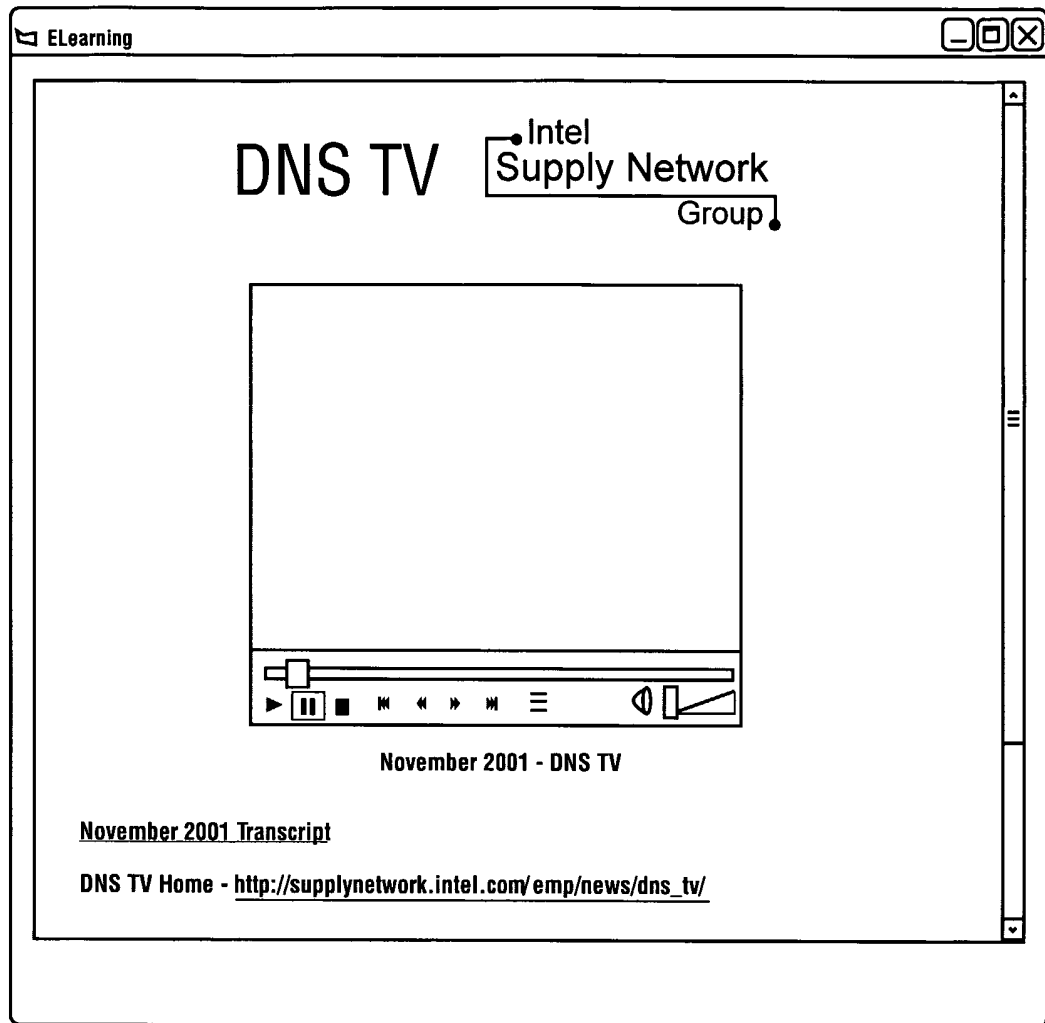 ELearning
DNS TV
Intel
Supply Network
Group
November 2001 - DNS TV
November 2001 Transcript
DNS TV Home - http://supplynetwork.intel.com/emp/news/dns_tv/